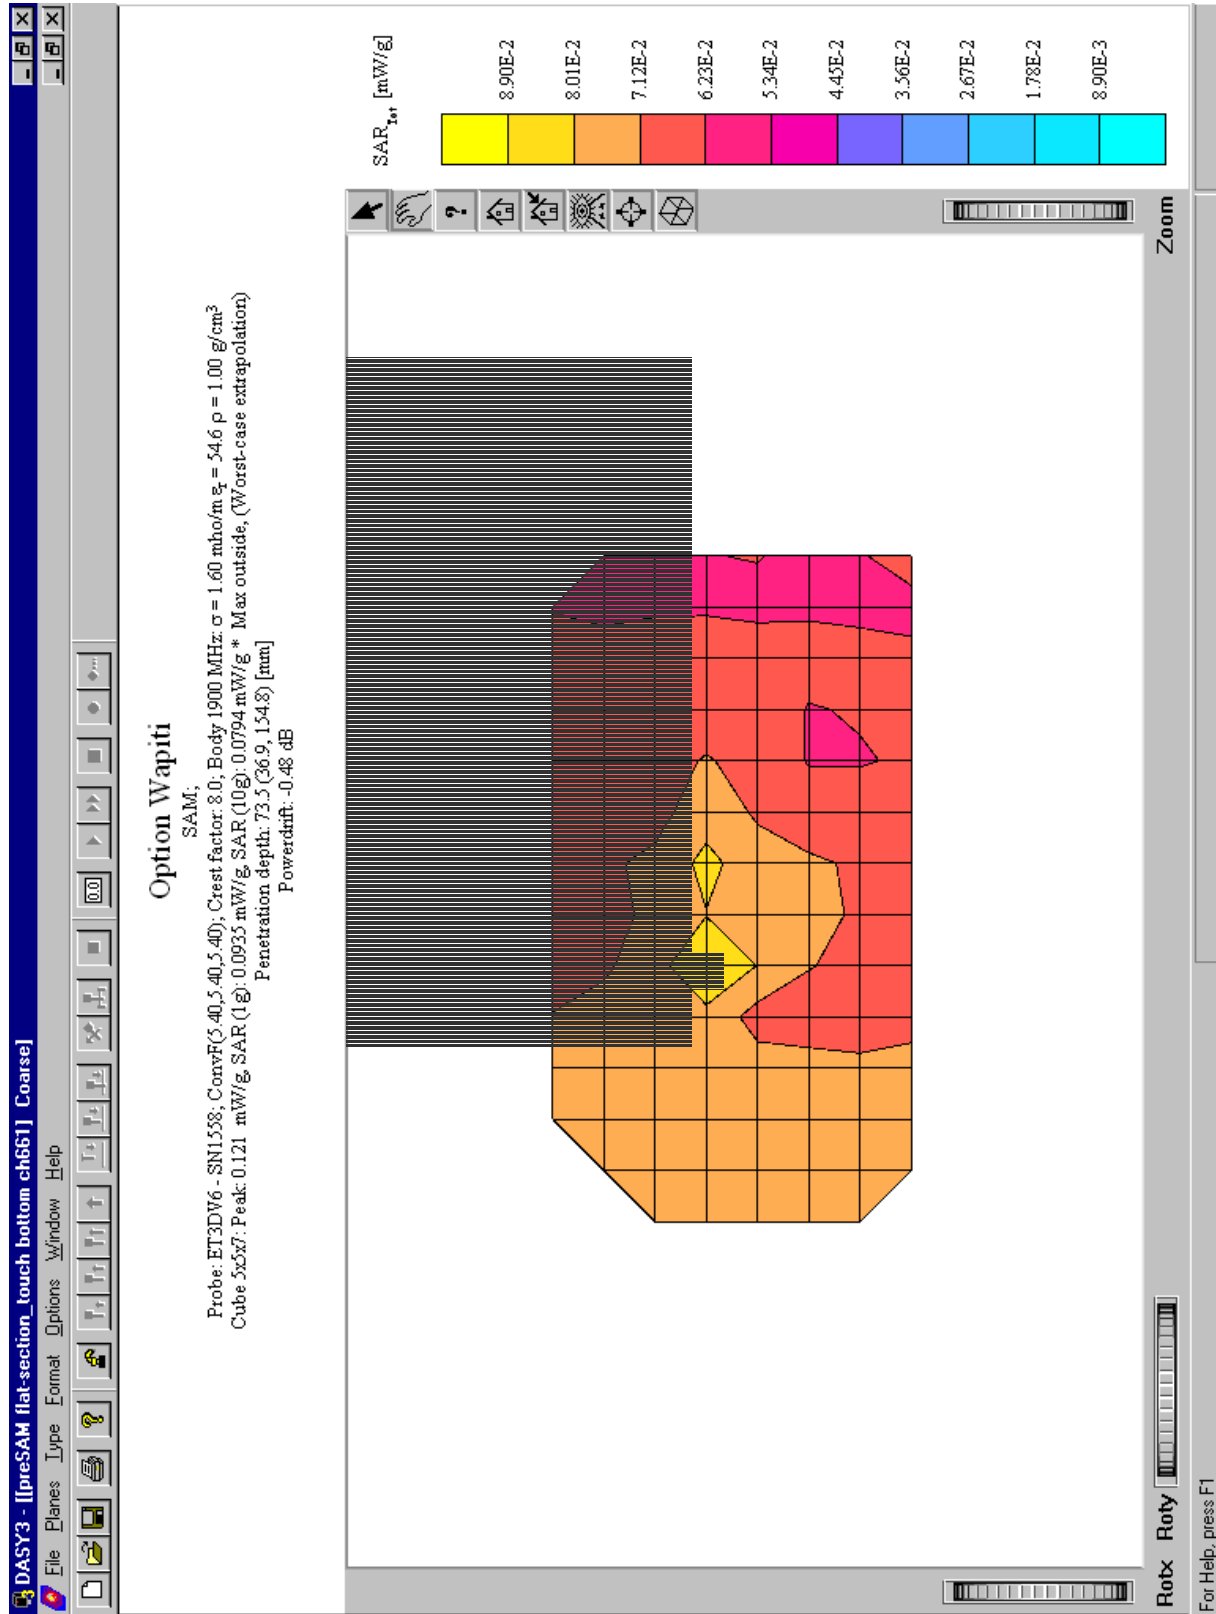 DASY3 - [[preSAM flat-section_touch bottom ch661]  Coarse]
File Planes Type Format Options Window Help
0.0
Option Wapiti
SAM;
Probe: ET3DV6 - SN1558; ConvF(5.40,5.40,5.40); Crest factor: 8.0; Body 1900 MHz: σ = 1.60 mho/m εr = 54.6 ρ = 1.00 g/cm³
Cube 5x5x7: Peak: 0.121 mW/g, SAR (1g): 0.0935 mW/g, SAR (10g): 0.0794 mW/g * Max outside, (Worst-case extrapolation)
Penetration depth: 73.5 (36.9, 154.8) [mm]
Powerdrift: -0.48 dB
SARTot [mW/g]
8.90E-2
8.01E-2
7.12E-2
6.23E-2
5.34E-2
4.45E-2
3.56E-2
2.67E-2
1.78E-2
8.90E-3
Rotx Roty
Zoom
For Help, press F1